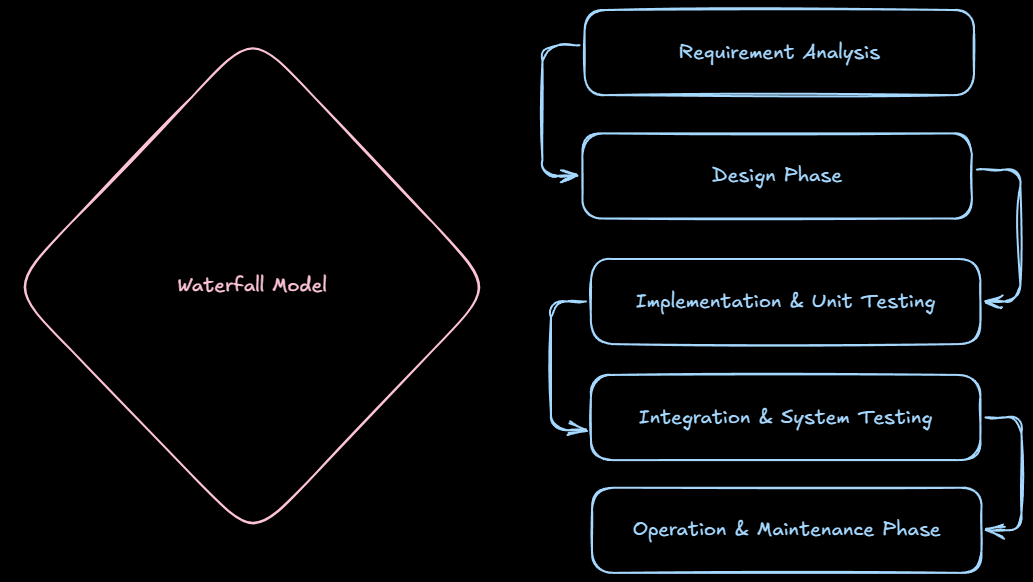 Waterfall Model
Requirement Analysis
Design Phase
Implementation & Unit Testing
Integration & System Testing
Operation & Maintenance Phase